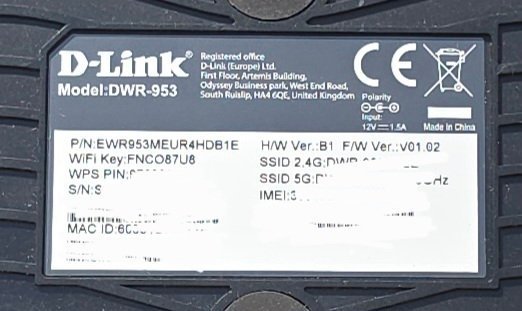 D-Link
Model:DWR-953
Registered office
D-Link (Europe) Ltd.
First Floor, Artemis Building,
Odyssey Business park, West End Road,
South Ruislip, HA4 6QE, United Kingdom
CE
Polarity
Input:
12V 1.5A
Made in China
P/N:EWR953MEUR4HDB1E
H/W Ver.:B1 F/W Ver.:V01.02
WiFi Key:FNCO87U8
SSID 2.4G:
WPS PIN:
SSID 5G:
S/N:
IMEI:
MAC ID: